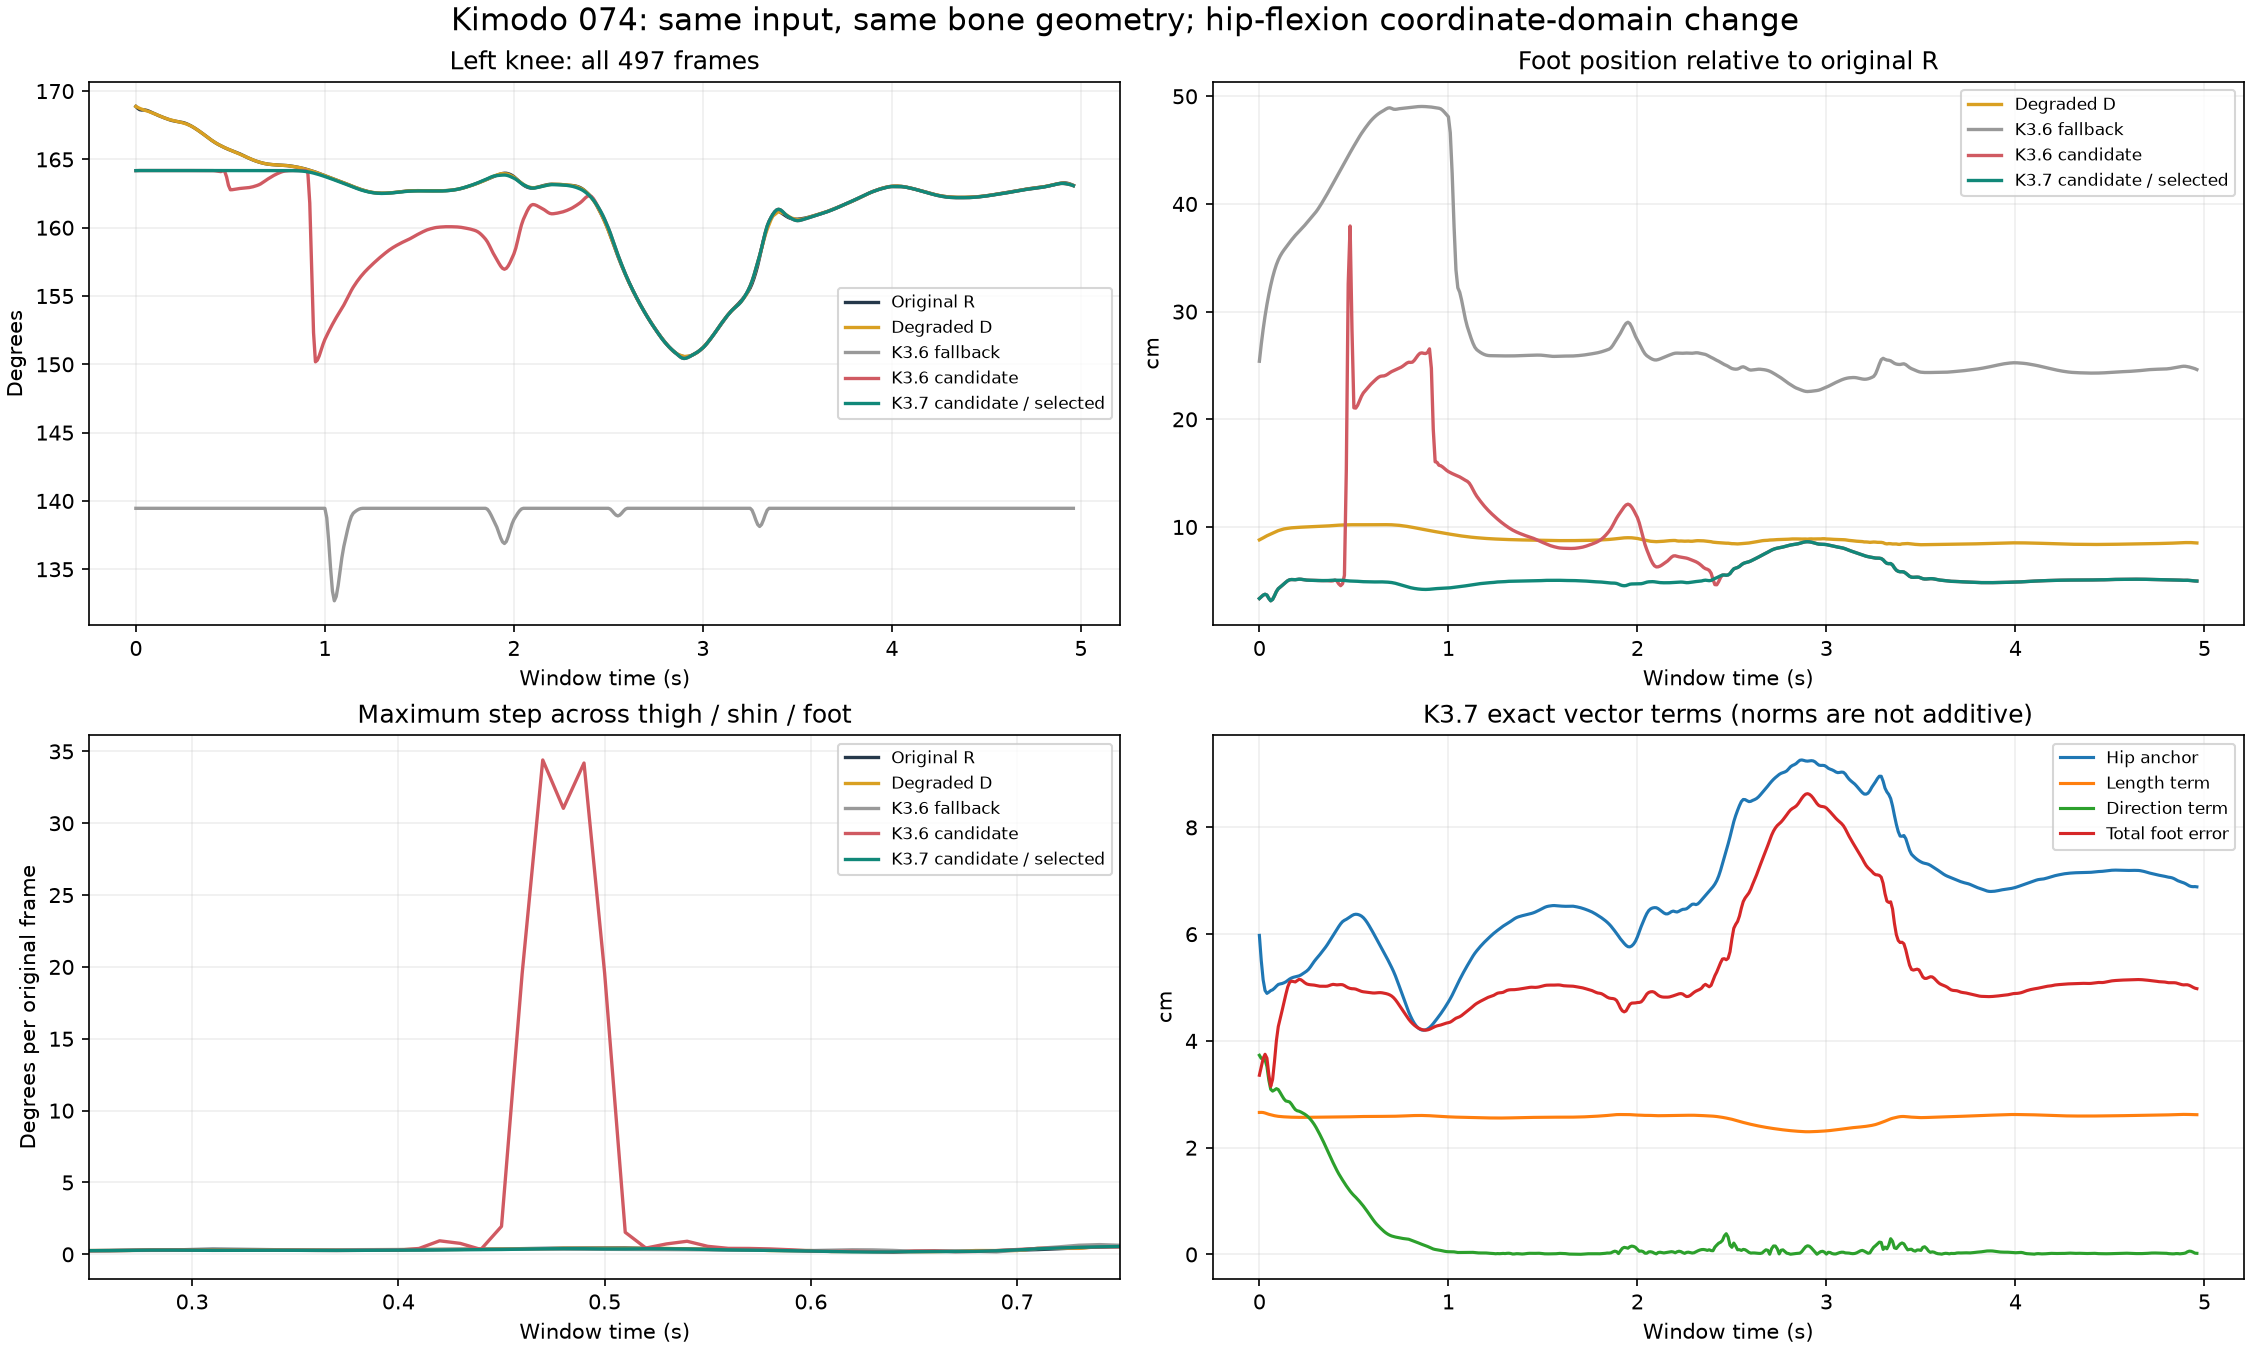 Kimodo 074: same input, same bone geometry; hip-flexion coordinate-domain change
Left knee: all 497 frames
170
165
160
155
150
145
140
135
Degrees
0 1 2 3 4 5
Window time (s)
Original R
Degraded D
K3.6 fallback
K3.6 candidate
K3.7 candidate / selected
Foot position relative to original R
50
40
30
20
10
cm
0 1 2 3 4 5
Window time (s)
Degraded D
K3.6 fallback
K3.6 candidate
K3.7 candidate / selected
Maximum step across thigh / shin / foot
35
30
25
20
15
10
5
0
Degrees per original frame
0.3 0.4 0.5 0.6 0.7
Window time (s)
Original R
Degraded D
K3.6 fallback
K3.6 candidate
K3.7 candidate / selected
K3.7 exact vector terms (norms are not additive)
8
6
4
2
0
cm
0 1 2 3 4 5
Window time (s)
Hip anchor
Length term
Direction term
Total foot error